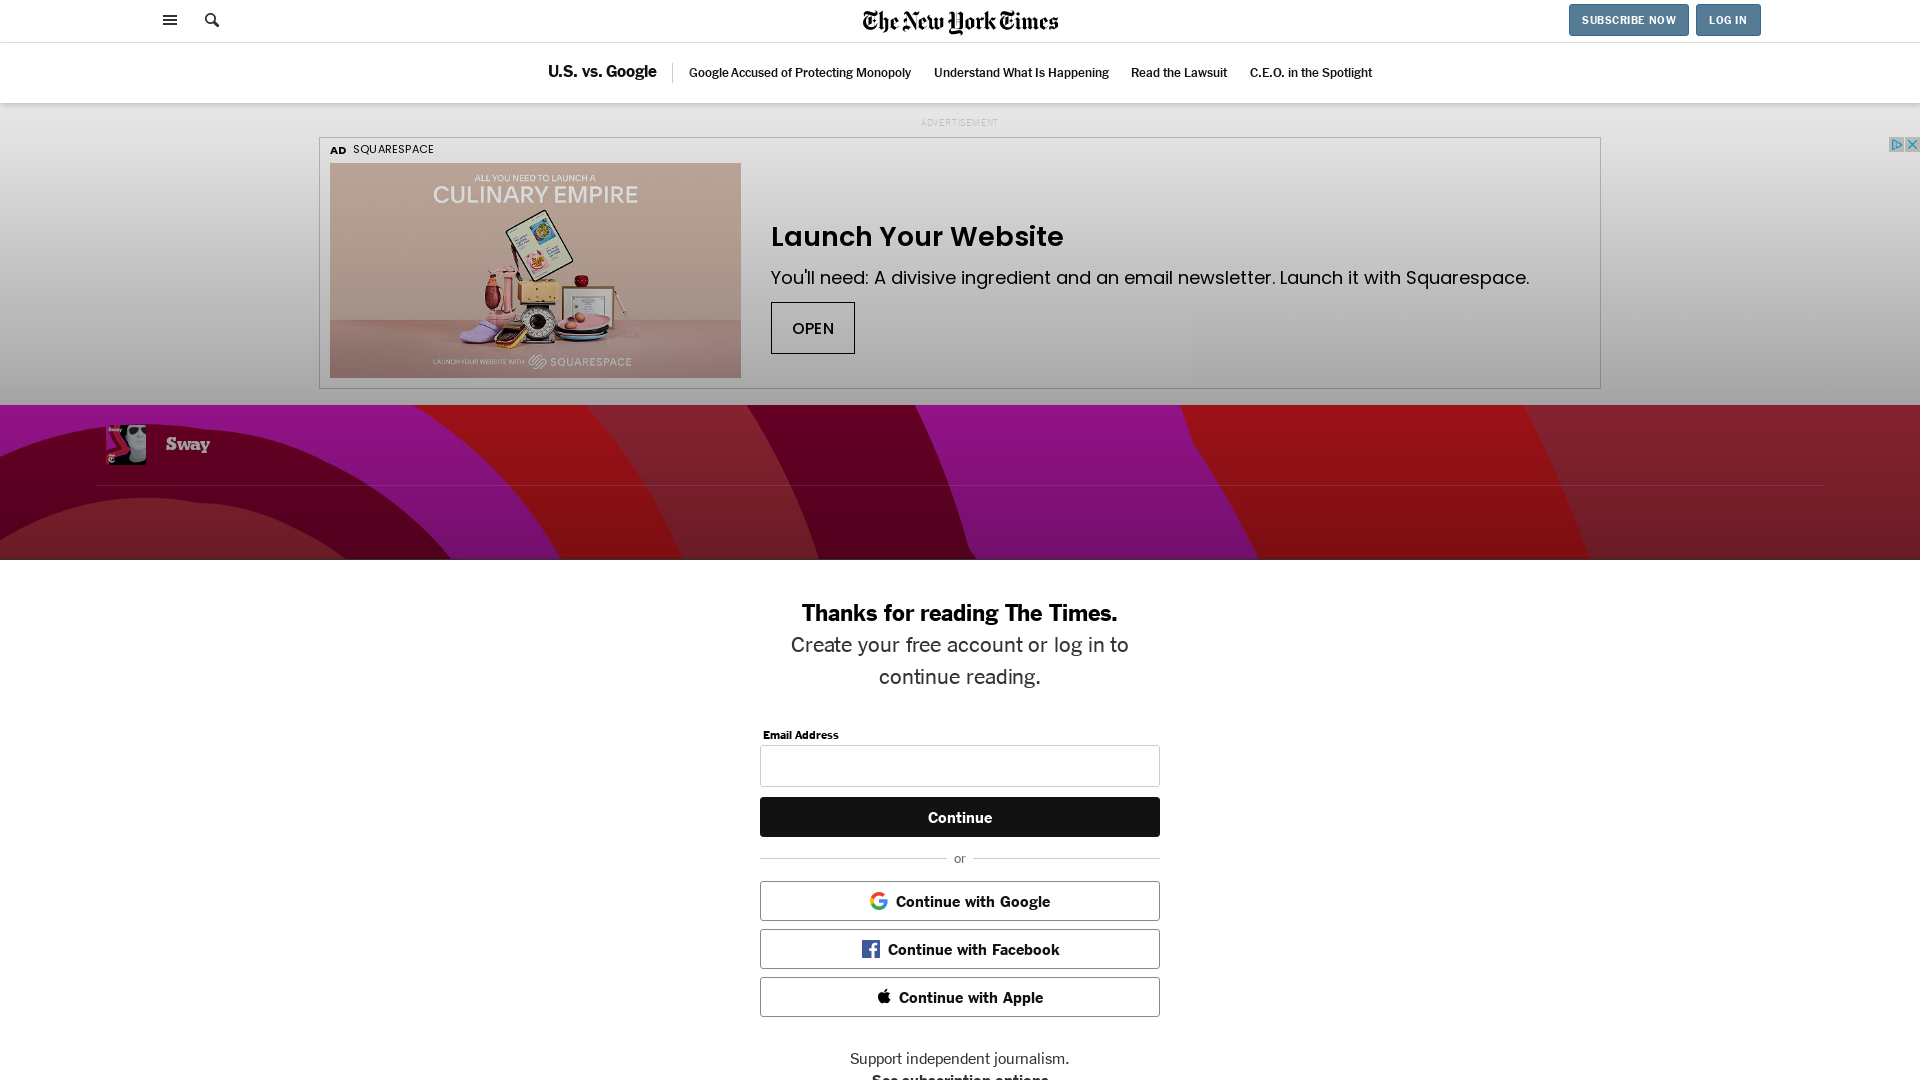 The New York Times
SUBSCRIBE NOW
LOG IN
U.S. vs. Google
Google Accused of Protecting Monopoly
Understand What Is Happening
Read the Lawsuit
C.E.O. in the Spotlight
ADVERTISEMENT
AD SQUARESPACE
ALL YOU NEED TO LAUNCH A
CULINARY EMPIRE
LAUNCH YOUR WEBSITE WITH SQUARESPACE
Launch Your Website
You'll need: A divisive ingredient and an email newsletter. Launch it with Squarespace.
OPEN
Sway
Sway
Thanks for reading The Times.
Create your free account or log in to
continue reading.
Email Address
Continue
or
Continue with Google
Continue with Facebook
Continue with Apple
Support independent journalism.
See subscription options